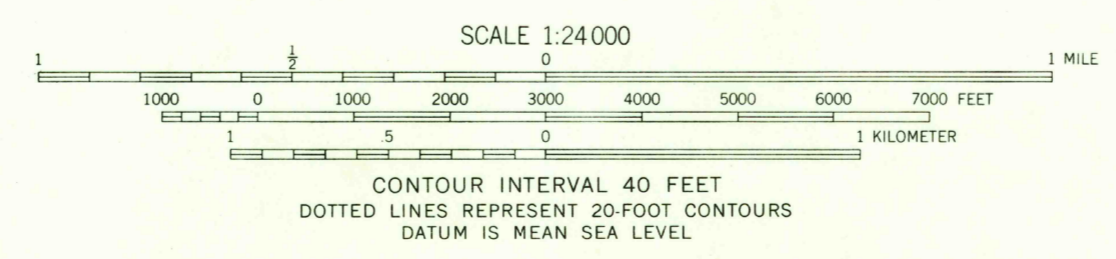 SCALE 1:24 000
1 ½ 0 1 MILE
1000 0 1000 2000 3000 4000 5000 6000 7000 FEET
1 .5 0 1 KILOMETER
CONTOUR INTERVAL 40 FEET
DOTTED LINES REPRESENT 20-FOOT CONTOURS
DATUM IS MEAN SEA LEVEL